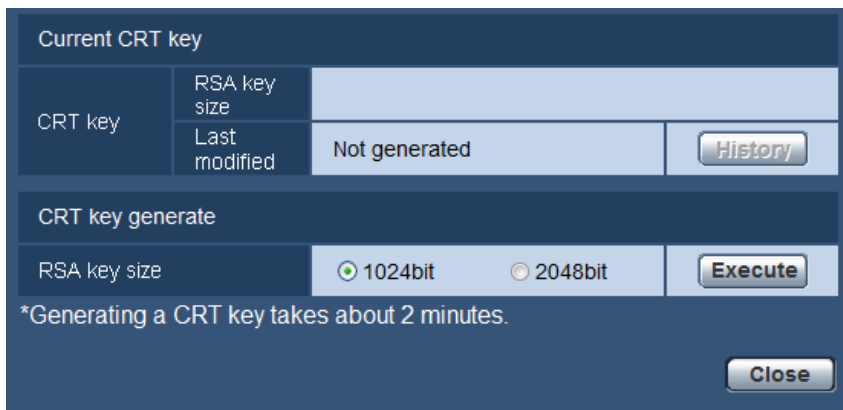 Current CRT key
CRT key
RSA key
size
Last
modified
Not generated
History
CRT key generate
RSA key size
1024bit
2048bit
Execute
*Generating a CRT key takes about 2 minutes.
Close